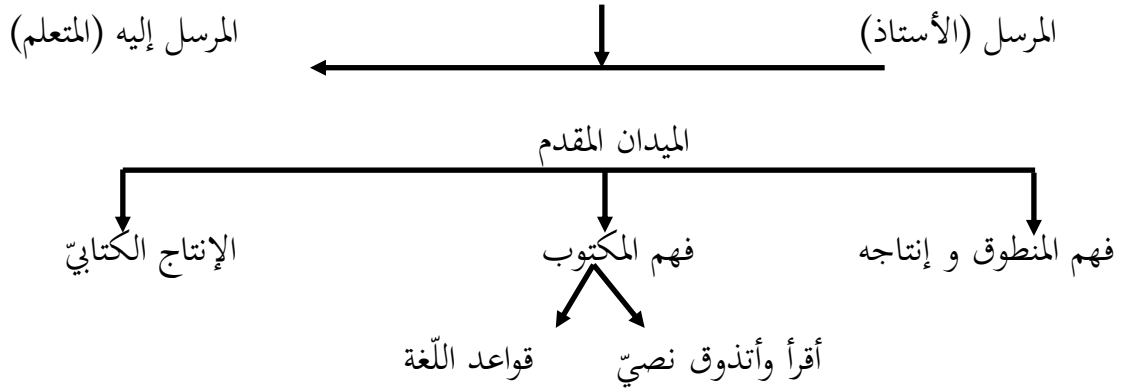 المرسل (الأستاذ) المرسل إليه (المتعلم)
الميدان المقدم
فهم المنطوق و إنتاجه فهم المكتوب الإنتاج الكتابيّ
أقرأ وأتذوق نصيّ قواعد اللّغة